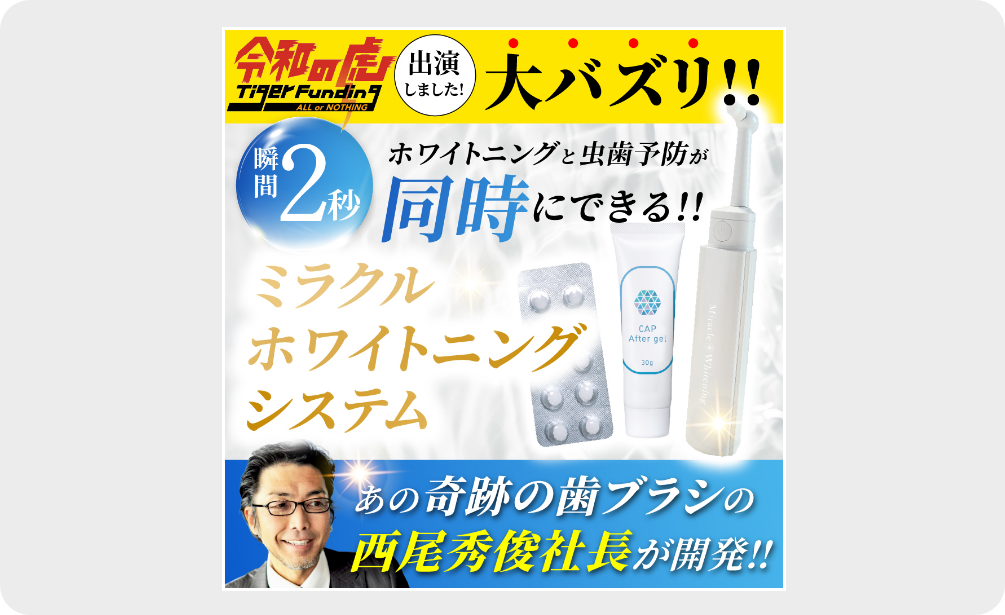 令和の虎
Tiger Funding
ALL or NOTHING
出演
しました!
大バズリ!!
瞬間2秒
ホワイトニングと虫歯予防が
同時にできる!!
ミラクル
ホワイトニング
システム
CAP
After gel
30g
Miracle Whitening
あの奇跡の歯ブラシの
西尾秀俊社長が開発!!